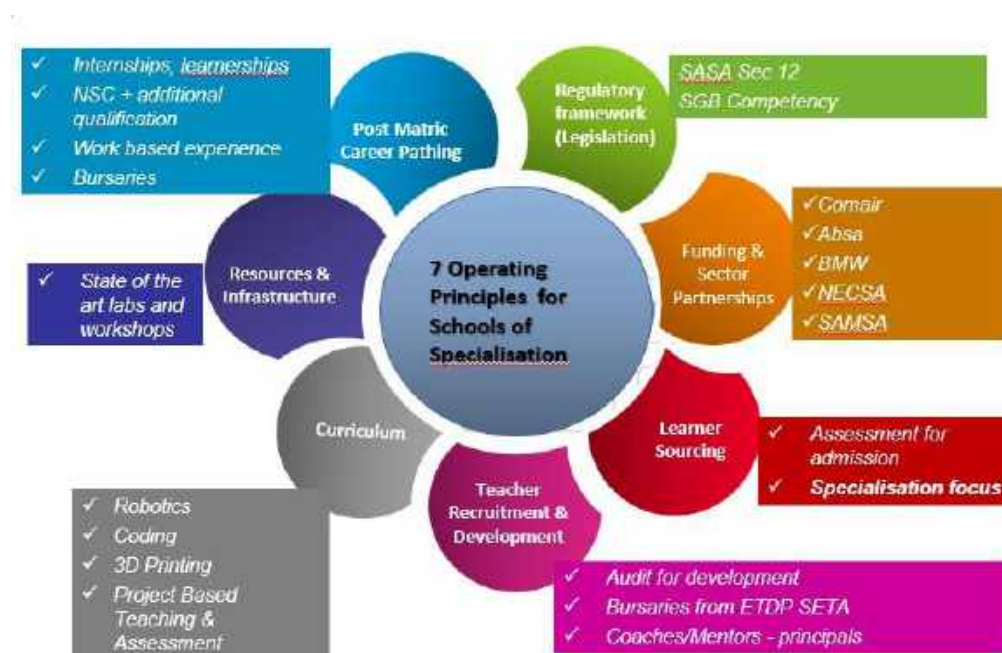 Internships, learnerships
NSC + additional
qualification
Work based experience
Bursaries
Post Matric
Career Pathing
Regulatory
framework
(Legislation)
SASA Sec 12
SGB Competency
Funding &
Sector
Partnerships
Comair
Absa
BMW
NECSA
SAMSA
Resources &
Infrastructure
State of the
art labs and
workshops
7 Operating
Principles for
Schools of
Specialisation
Learner
Sourcing
Assessment for
admission
Specialisation focus
Curriculum
Robotics
Coding
3D Printing
Project Based
Teaching &
Assessment
Teacher
Recruitment &
Development
Audit for development
Bursaries from ETDP SETA
Coaches/Mentors - principals